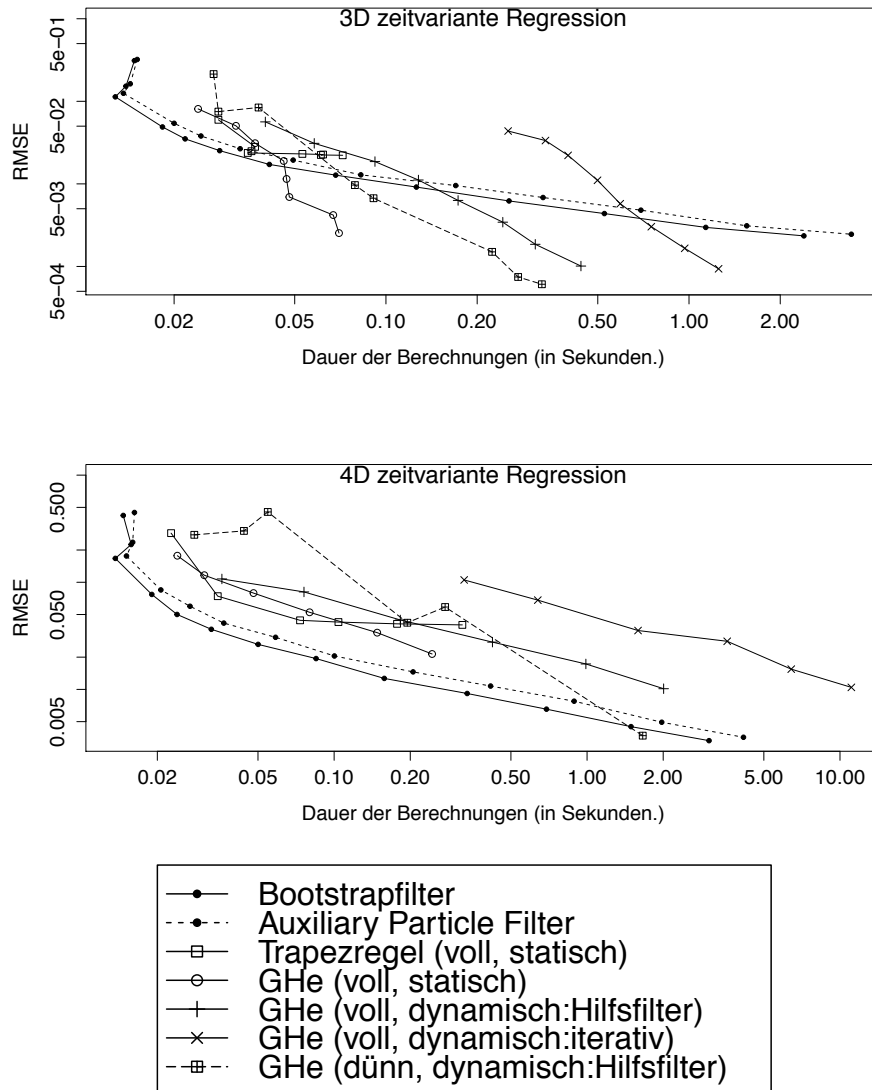 3D zeitvariante Regression
5e−01
5e−02
5e−03
5e−04
RMSE
0.02 0.05 0.10 0.20 0.50 1.00 2.00
Dauer der Berechnungen (in Sekunden.)
4D zeitvariante Regression
0.500
0.050
0.005
RMSE
0.02 0.05 0.10 0.20 0.50 1.00 2.00 5.00 10.00
Dauer der Berechnungen (in Sekunden.)
Bootstrapfilter
Auxiliary Particle Filter
Trapezregel (voll, statisch)
GHe (voll, statisch)
GHe (voll, dynamisch:Hilfsfilter)
GHe (voll, dynamisch:iterativ)
GHe (dünn, dynamisch:Hilfsfilter)